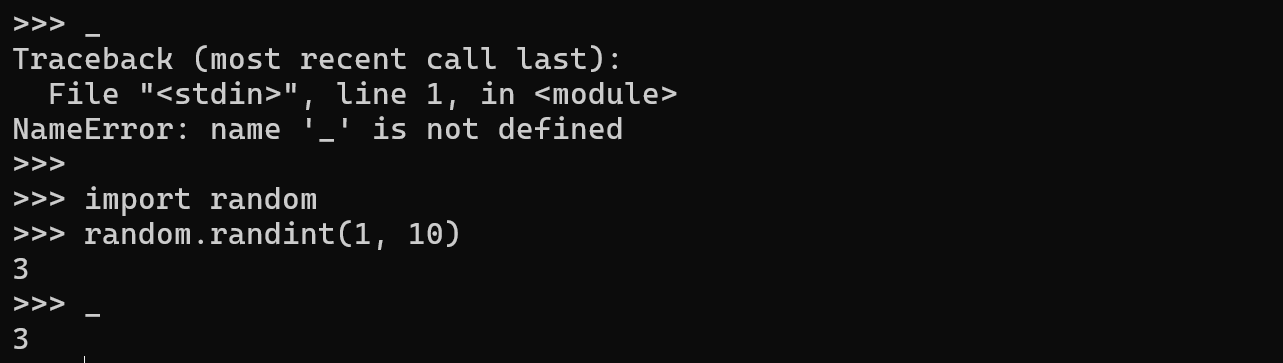 >>> _
Traceback (most recent call last):
  File "<stdin>", line 1, in <module>
NameError: name '_' is not defined
>>>
>>> import random
>>> random.randint(1, 10)
3
>>> _
3